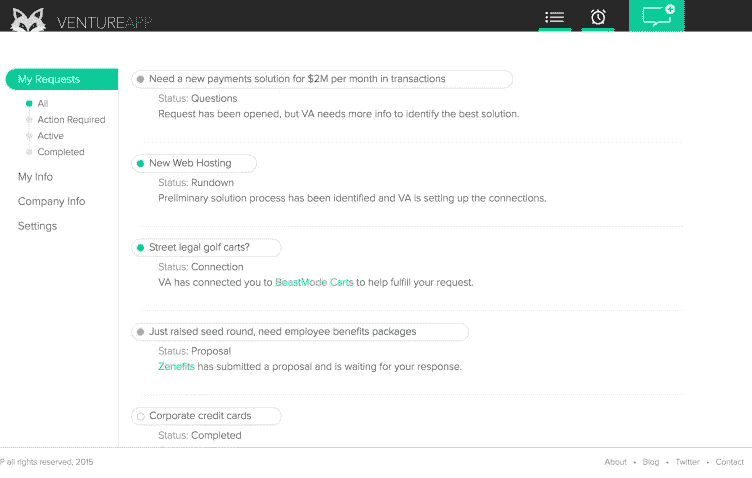 VENTUREAPP
My Requests
All
Action Required
Active
Completed
My Info
Company Info
Settings
Need a new payments solution for $2M per month in transactions
Status: Questions
Request has been opened, but VA needs more info to identify the best solution.
New Web Hosting
Status: Rundown
Preliminary solution process has been identified and VA is setting up the connections.
Street legal golf carts?
Status: Connection
VA has connected you to BeastMode Carts to help fulfill your request.
Just raised seed round, need employee benefits packages
Status: Proposal
Zenefits has submitted a proposal and is waiting for your response.
Corporate credit cards
Status: Completed
P all rights reserved, 2015
About • Blog • Twitter • Contact